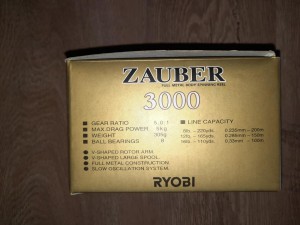 ZAUBER
FULL METAL BODY SPINNING REEL
3000
GEAR RATIO
MAX.DRAG POWER 5kg
WEIGHT
BALL BEARINGS
LINE CAPACITY
V-SHAPED ROTOR ARM.
V-SHAPED LARGE SPOOL.
FULL METAL CONSTRUCTION.
SLOW OSCILLATION SYSTEM.
RYOBI